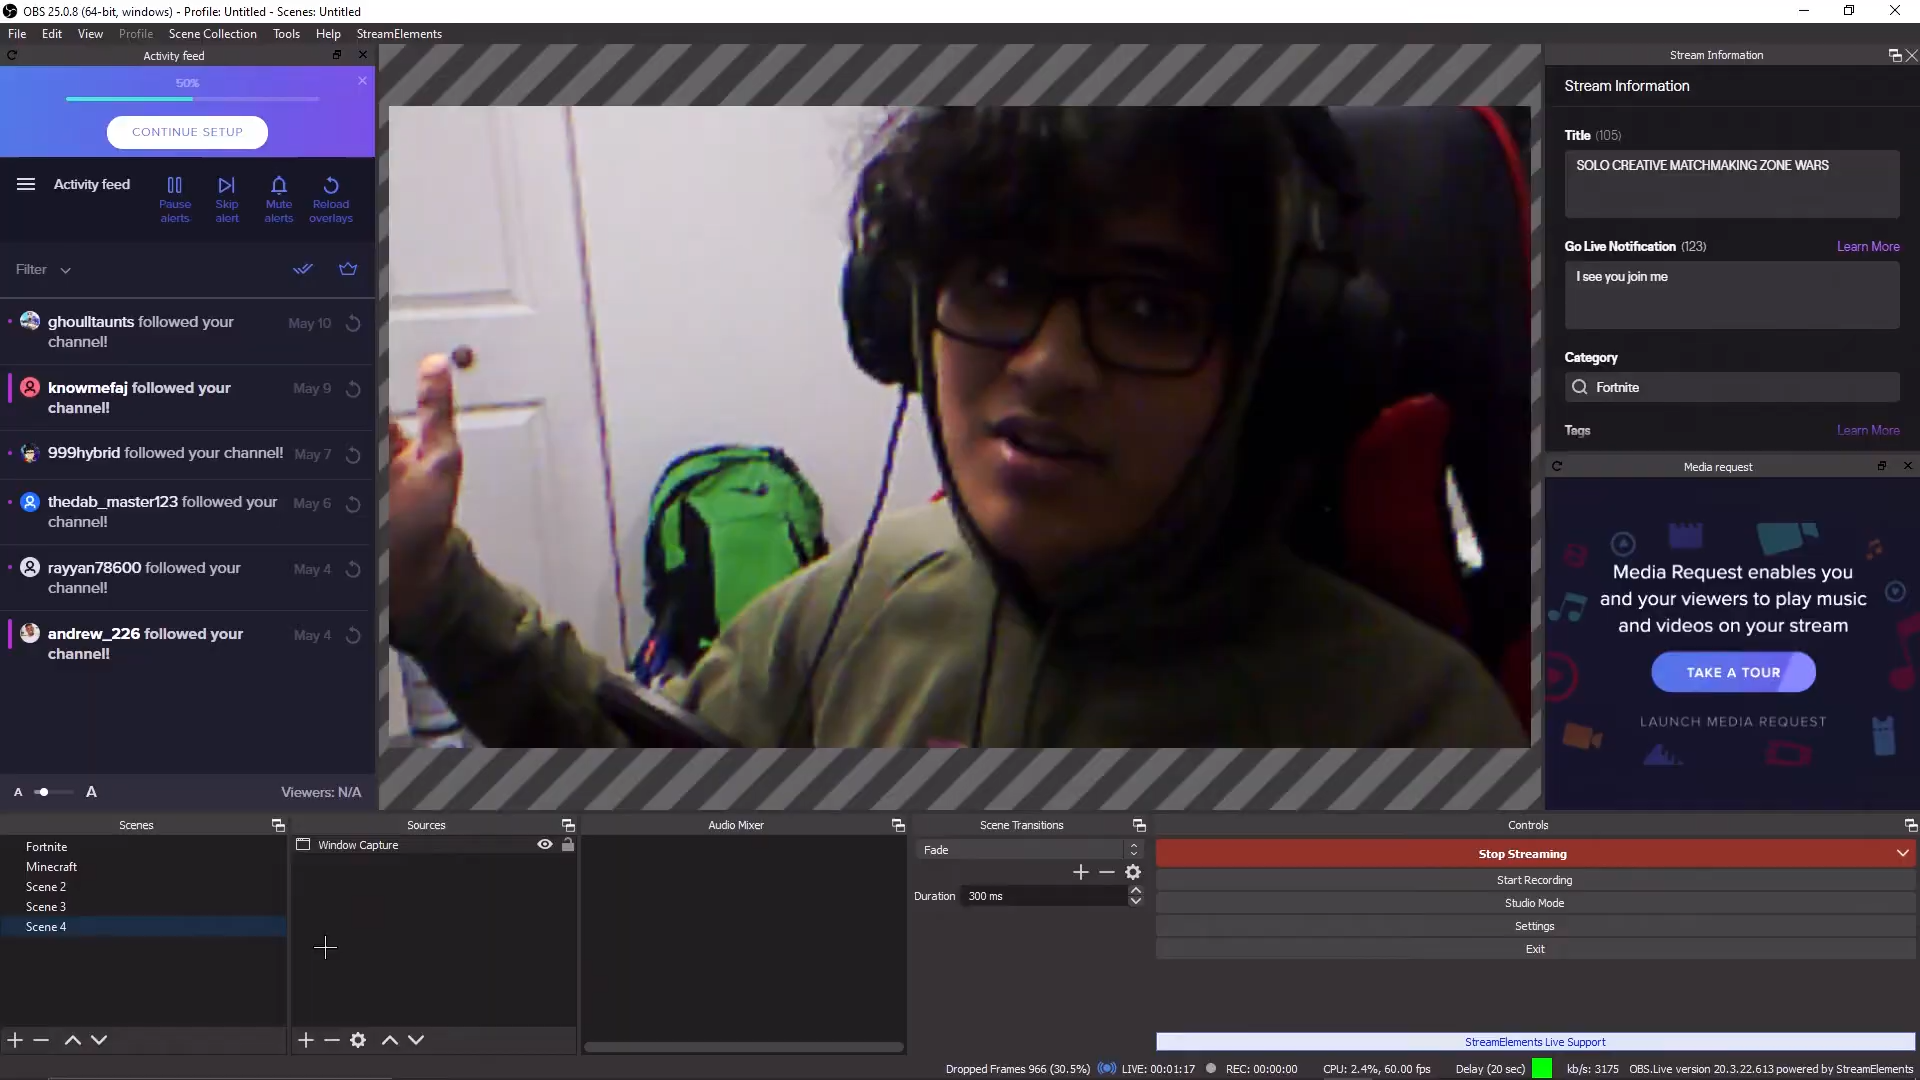 OBS 25.0.8 (64-bit, windows) - Profile: Untitled - Scenes: Untitled
File Edit View Profile Scene Collection Tools Help StreamElements
Activity feed
50%
CONTINUE SETUP
Activity feed
Pause alerts
Skip alert
Mute alerts
Reload overlays
Filter
ghoulltaunts followed your May 10
channel!
knowmefaj followed your May 9
channel!
999hybrid followed your channel! May 7
thedab_master123 followed your May 6
channel!
rayyan78600 followed your May 4
channel!
andrew_226 followed your May 4
channel!
A A Viewers: N/A
Stream Information
Stream Information
Title (105)
SOLO CREATIVE MATCHMAKING ZONE WARS
Go Live Notification (123) Learn More
I see you join me
Category
Fortnite
Tags Learn More
Media request
Media Request enables you
and your viewers to play music
and videos on your stream
TAKE A TOUR
LAUNCH MEDIA REQUEST
Scenes
Fortnite
Minecraft
Scene 2
Scene 3
Scene 4
Sources
Window Capture
Audio Mixer
Scene Transitions
Fade
Duration 300 ms
Controls
Stop Streaming
Start Recording
Studio Mode
Settings
Exit
StreamElements Live Support
Dropped Frames 966 (30.5%) LIVE: 00:01:17 REC: 00:00:00 CPU: 2.4%, 60.00 fps Delay (20 sec) kb/s: 3175 OBS.Live version 20.3.22.613 powered by StreamElements